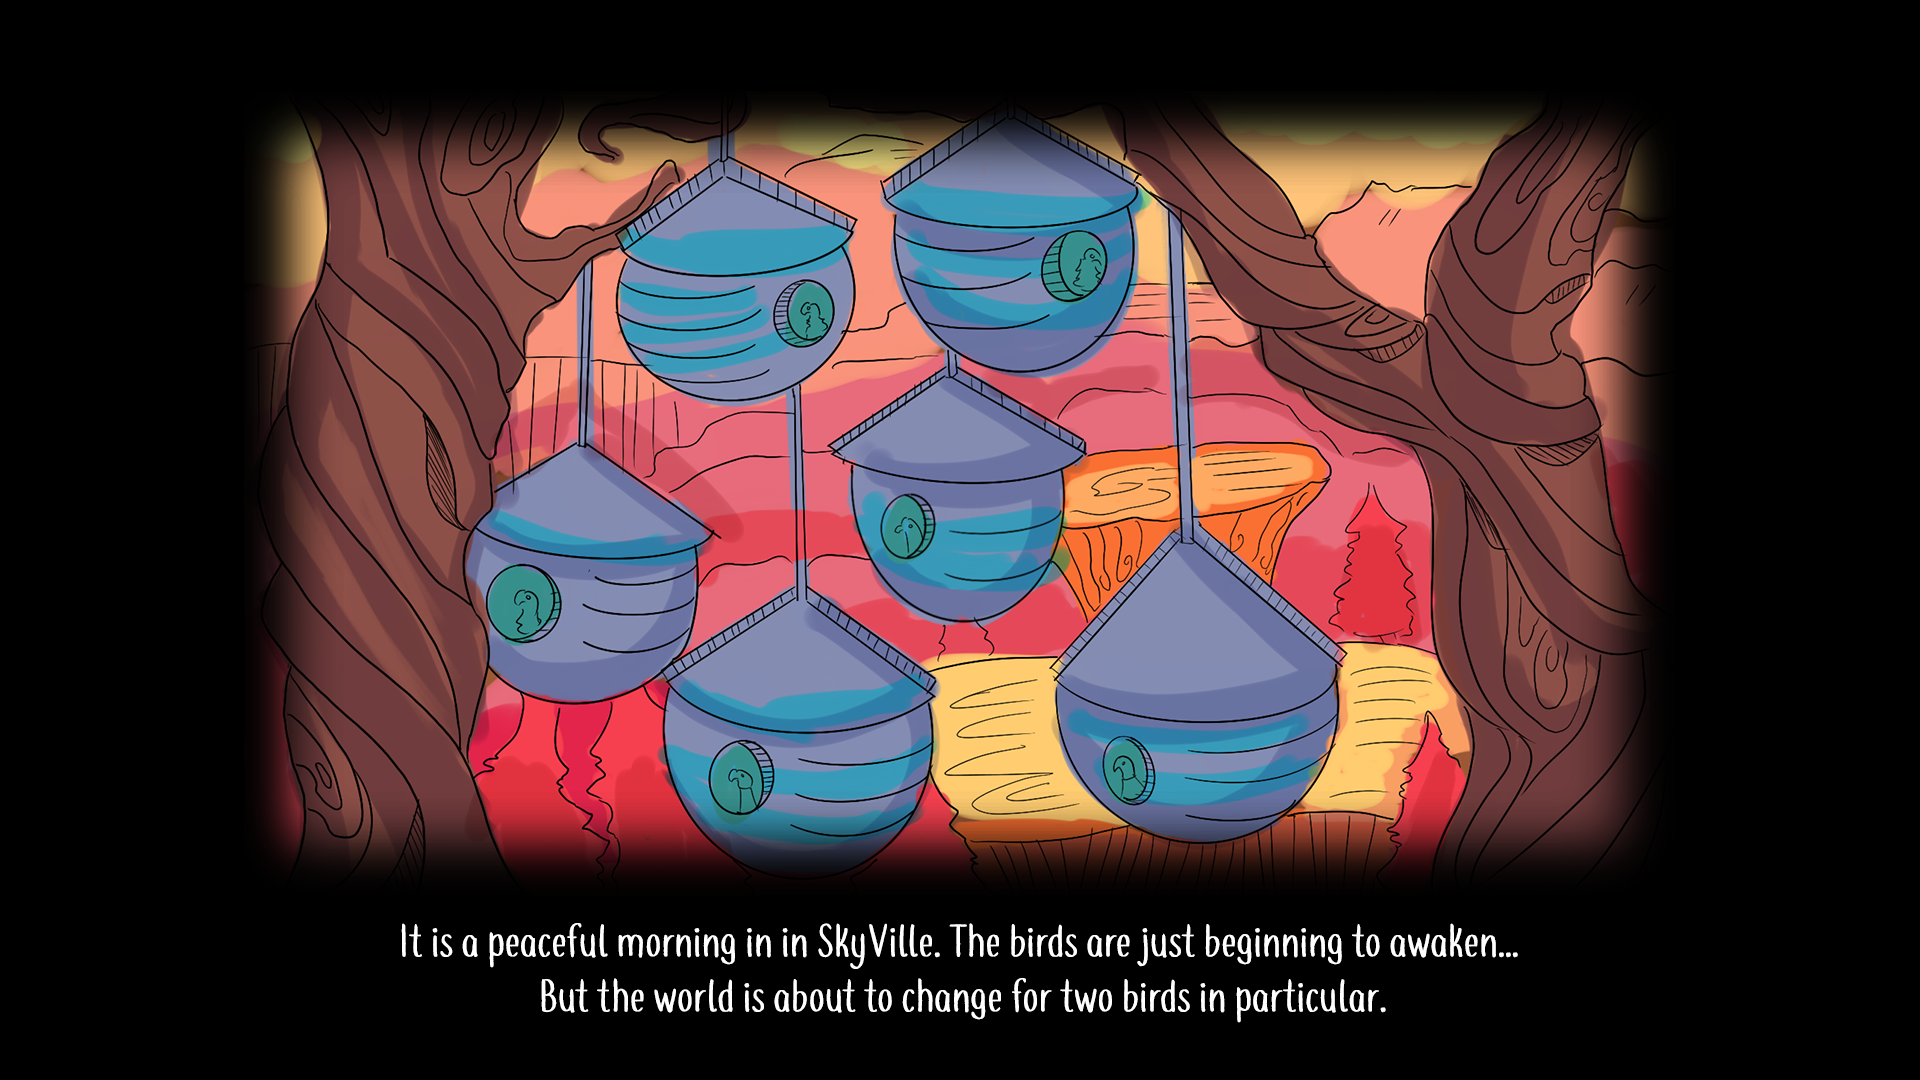 It is a peaceful morning in in SkyVille. The birds are just beginning to awaken...
But the world is about to change for two birds in particular.